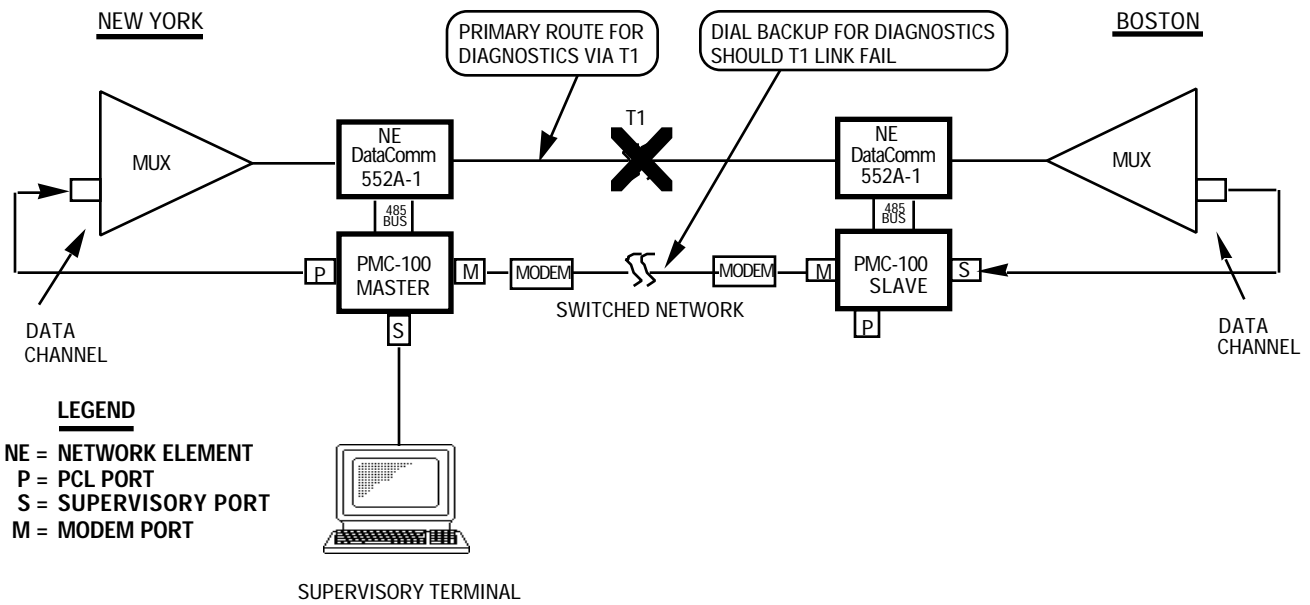 NEW YORK
PRIMARY ROUTE FOR
DIAGNOSTICS VIA T1
DIAL BACKUP FOR DIAGNOSTICS
SHOULD T1 LINK FAIL
BOSTON
MUX
NE
DataComm
552A-1
T1
NE
DataComm
552A-1
MUX
485
BUS
485
BUS
P
PMC-100
MASTER
M
MODEM
MODEM
M
PMC-100
SLAVE
S
SWITCHED NETWORK
S
P
DATA
CHANNEL
DATA
CHANNEL
LEGEND
NE = NETWORK ELEMENT
P = PCL PORT
S = SUPERVISORY PORT
M = MODEM PORT
SUPERVISORY TERMINAL